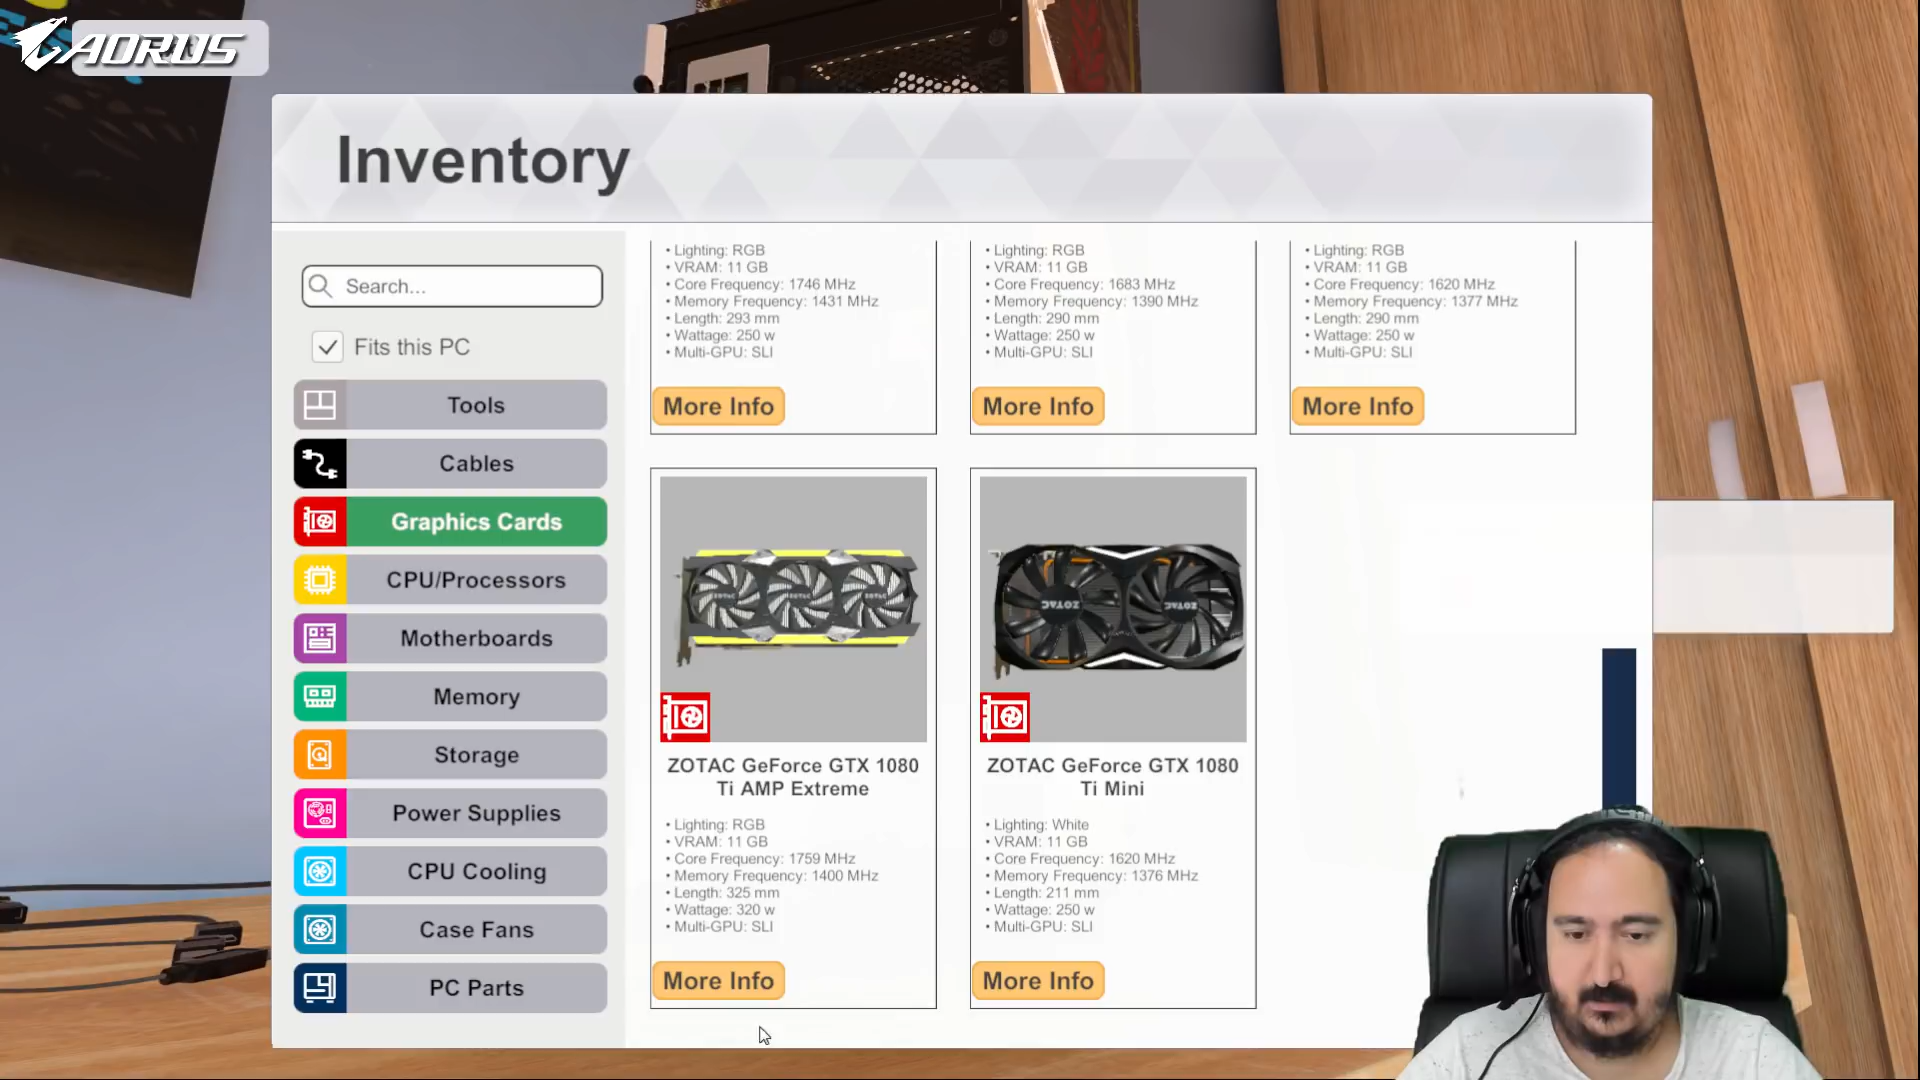 AORUS
Inventory
Search...
Fits this PC
Tools
Cables
Graphics Cards
CPU/Processors
Motherboards
Memory
Storage
Power Supplies
CPU Cooling
Case Fans
PC Parts
• Lighting: RGB
• VRAM: 11 GB
• Core Frequency: 1746 MHz
• Memory Frequency: 1431 MHz
• Length: 293 mm
• Wattage: 250 w
• Multi-GPU: SLI
More Info
• Lighting: RGB
• VRAM: 11 GB
• Core Frequency: 1683 MHz
• Memory Frequency: 1390 MHz
• Length: 290 mm
• Wattage: 250 w
• Multi-GPU: SLI
More Info
• Lighting: RGB
• VRAM: 11 GB
• Core Frequency: 1620 MHz
• Memory Frequency: 1377 MHz
• Length: 290 mm
• Wattage: 250 w
• Multi-GPU: SLI
More Info
ZOTAC
ZOTAC
ZOTAC
ZOTAC GeForce GTX 1080
Ti AMP Extreme
• Lighting: RGB
• VRAM: 11 GB
• Core Frequency: 1759 MHz
• Memory Frequency: 1400 MHz
• Length: 325 mm
• Wattage: 320 w
• Multi-GPU: SLI
More Info
ZOTAC
ZOTAC
ZOTAC GeForce GTX 1080
Ti Mini
• Lighting: White
• VRAM: 11 GB
• Core Frequency: 1620 MHz
• Memory Frequency: 1376 MHz
• Length: 211 mm
• Wattage: 250 w
• Multi-GPU: SLI
More Info